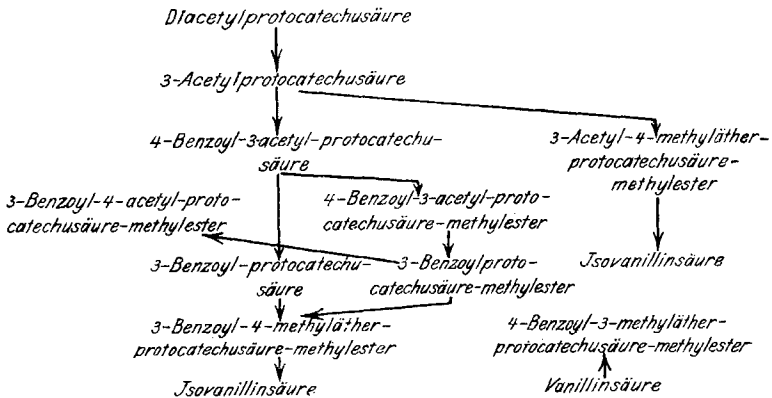 Diacetylprotocatechusäure
3-Acetylprotocatechusäure
4-Benzoyl-3-acetyl-protocatechu-
säure
3-Acetyl-4-methyläther-
protocatechusäure-
methylester
3-Benzoyl-4-acetyl-proto-
catechusäure-methylester
4-Benzoyl-3-acetyl-pro-
catechusäure-methylester
Jsovanillinsäure
3-Benzoyl-protocatechu-
säure
3-Benzoylproto-
catechusäure-methylester
3-Benzoyl-4-methyläther-
protocatechusäure-methylester
4-Benzoyl-3-methyläther-
protocatechusäure-methylester
Jsovanillinsäure
Vanillinsäure